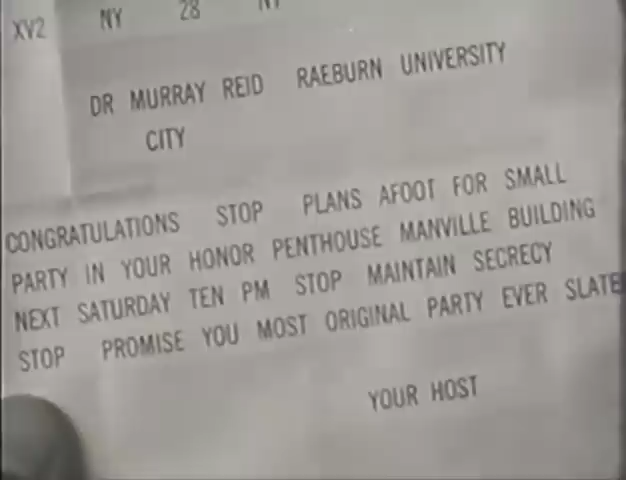 XV2 NY 28 NY
DR MURRAY REID RAEBURN UNIVERSITY
CITY
CONGRATULATIONS STOP PLANS AFOOT FOR SMALL
PARTY IN YOUR HONOR PENTHOUSE MANVILLE BUILDING
NEXT SATURDAY TEN PM STOP MAINTAIN SECRECY
STOP PROMISE YOU MOST ORIGINAL PARTY EVER SLATE
YOUR HOST